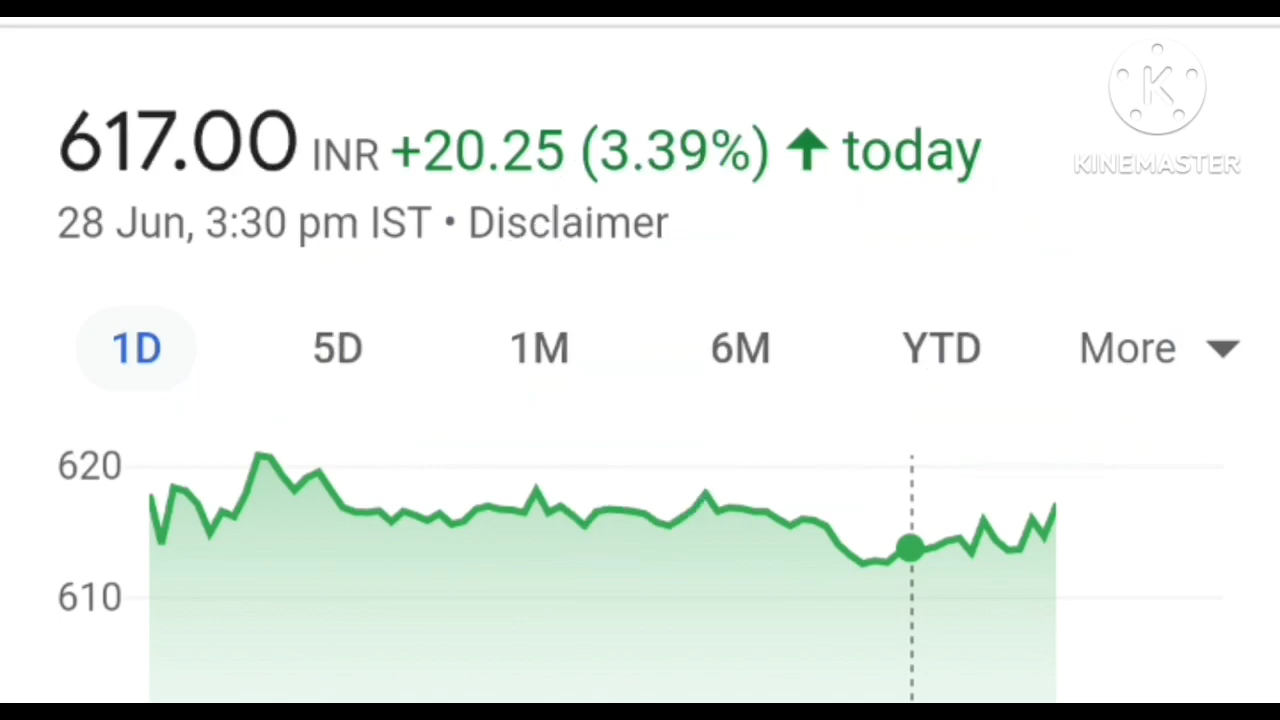 617.00 INR +20.25 (3.39%) ↑ today
28 Jun, 3:30 pm IST • Disclaimer
K
KINEMASTER
1D 5D 1M 6M YTD More
620
610